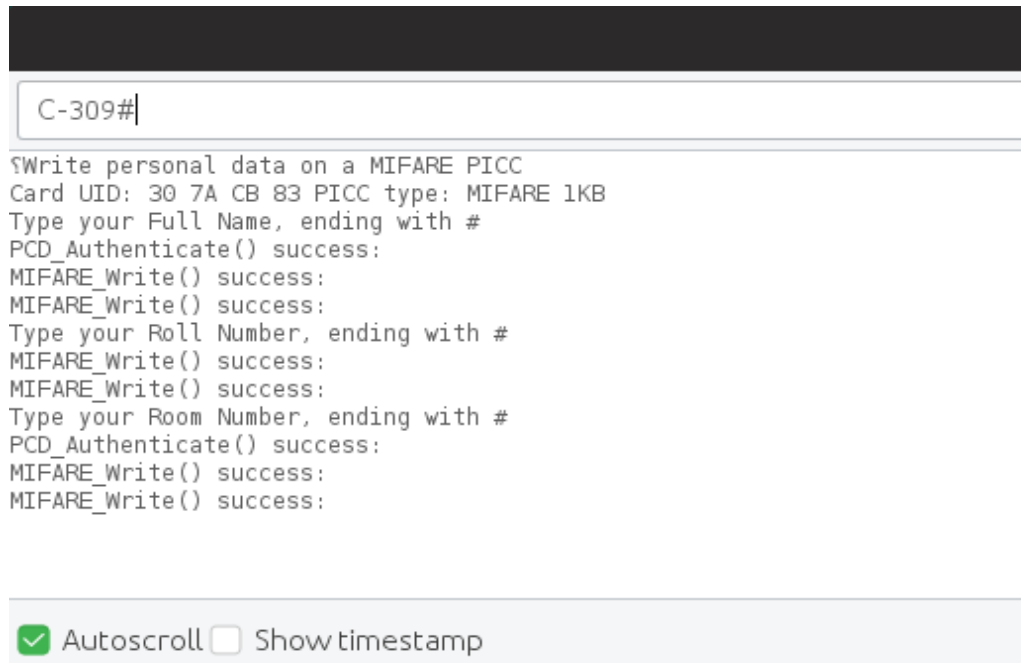 C-309#
⸮Write personal data on a MIFARE PICC
Card UID: 30 7A CB 83 PICC type: MIFARE 1KB
Type your Full Name, ending with #
PCD_Authenticate() success:
MIFARE_Write() success:
MIFARE_Write() success:
Type your Roll Number, ending with #
MIFARE_Write() success:
MIFARE_Write() success:
Type your Room Number, ending with #
PCD_Authenticate() success:
MIFARE_Write() success:
MIFARE_Write() success:
Autoscroll Show timestamp